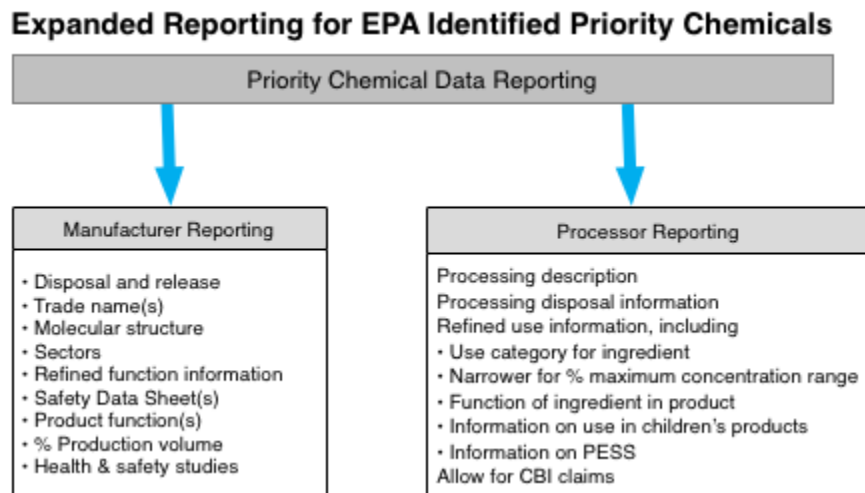 Expanded Reporting for EPA Identified Priority Chemicals
Priority Chemical Data Reporting
Manufacturer Reporting
• Disposal and release
• Trade name(s)
• Molecular structure
• Sectors
• Refined function information
• Safety Data Sheet(s)
• Product function(s)
• % Production volume
• Health & safety studies
Processor Reporting
Processing description
Processing disposal information
Refined use information, including
• Use category for ingredient
• Narrower for % maximum concentration range
• Function of ingredient in product
• Information on use in children's products
• Information on PESS
Allow for CBI claims